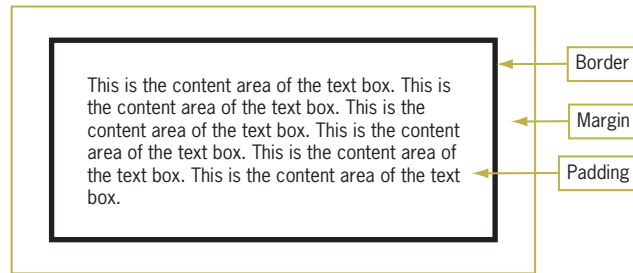 This is the content area of the text box. This is
the content area of the text box. This is the
content area of the text box. This is the content
area of the text box. This is the content area of
the text box. This is the content area of the text
box.
Border
Margin
Padding